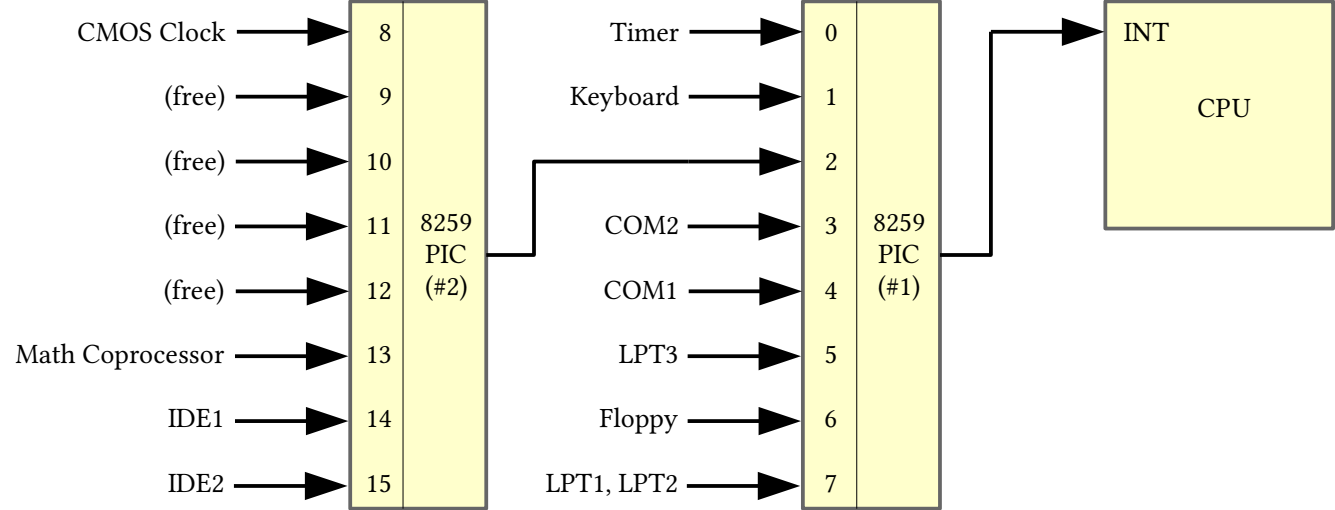 CMOS Clock 8
(free) 9
(free) 10
(free) 11
(free) 12
Math Coprocessor 13
IDE1 14
IDE2 15
8259
PIC
(#2)
Timer 0
Keyboard 1
2
COM2 3
COM1 4
LPT3 5
Floppy 6
LPT1, LPT2 7
8259
PIC
(#1)
INT
CPU